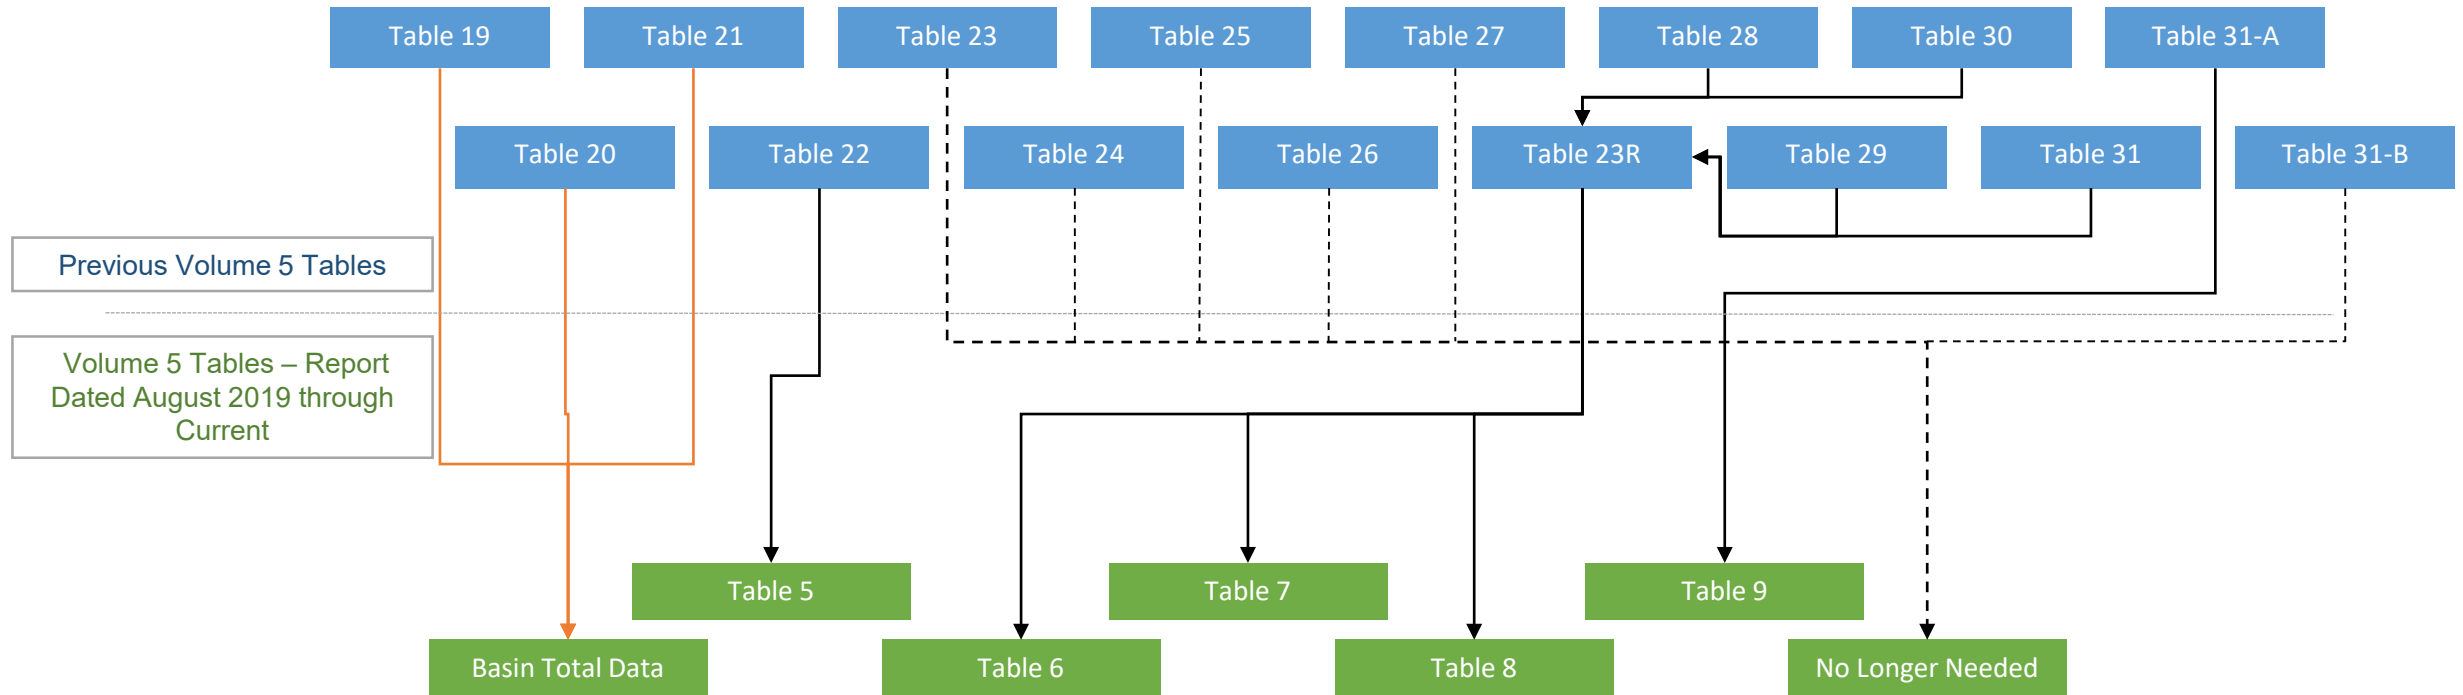 Table 19
Table 21
Table 23
Table 25
Table 27
Table 28
Table 30
Table 31-A
Table 20
Table 22
Table 24
Table 26
Table 23R
Table 29
Table 31
Table 31-B
Previous Volume 5 Tables
Volume 5 Tables – Report
Dated August 2019 through
Current
Table 5
Table 7
Table 9
Basin Total Data
Table 6
Table 8
No Longer Needed